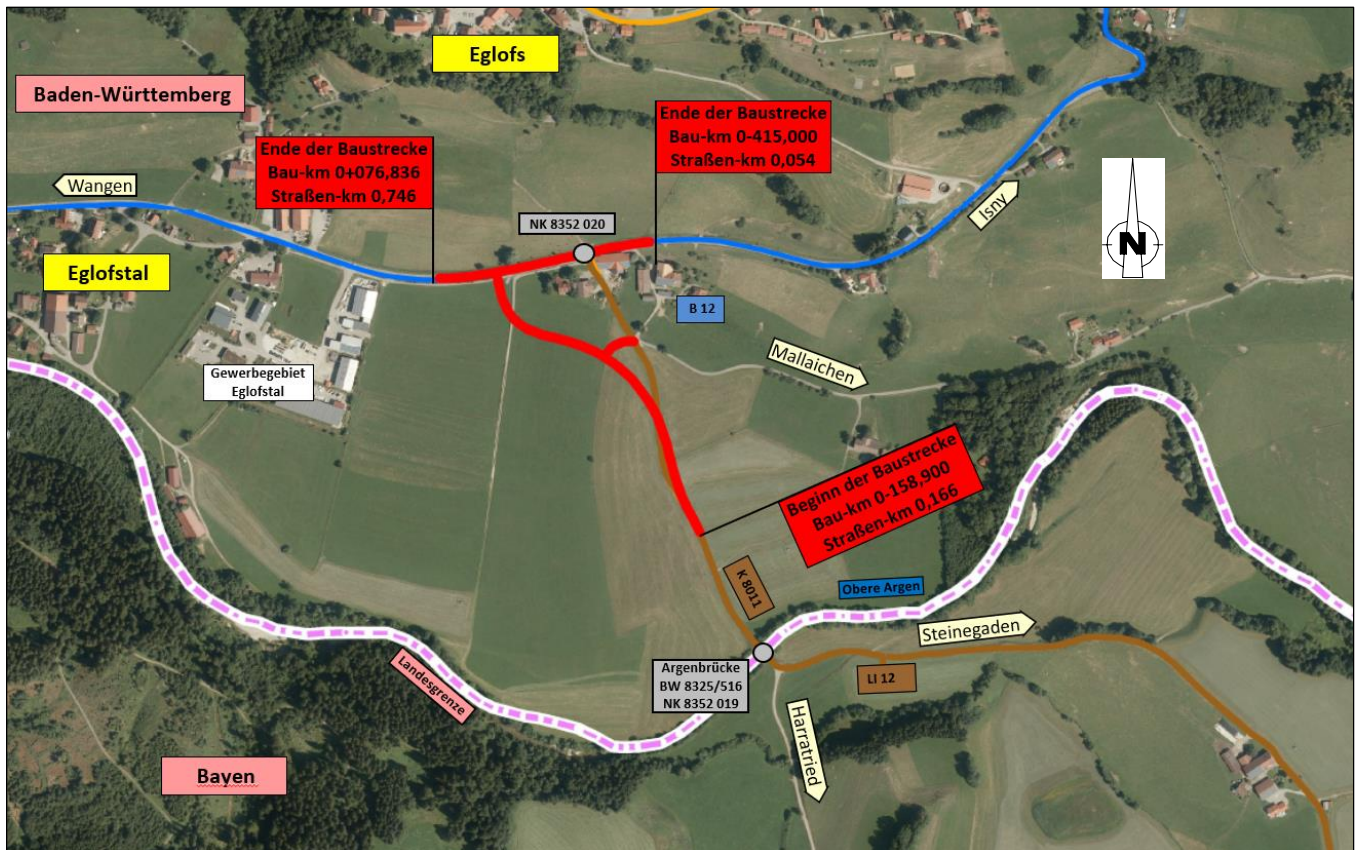 Eglofs
Baden-Württemberg
Ende der Baustrecke
Bau-km 0-415,000
Straßen-km 0,054
Ende der Baustrecke
Bau-km 0+076,836
Straßen-km 0,746
Wangen
Isny
NK 8352 020
N
Eglofstal
B 12
Gewerbegebiet
Eglofstal
Mallaichen
Beginn der Baustrecke
Bau-km 0-158,900
Straßen-km 0,166
K 8011
Obere Argen
Steinegaden
Landesgrenze
Argenbrücke
BW 8325/516
NK 8352 019
LI 12
Harratried
Bayen